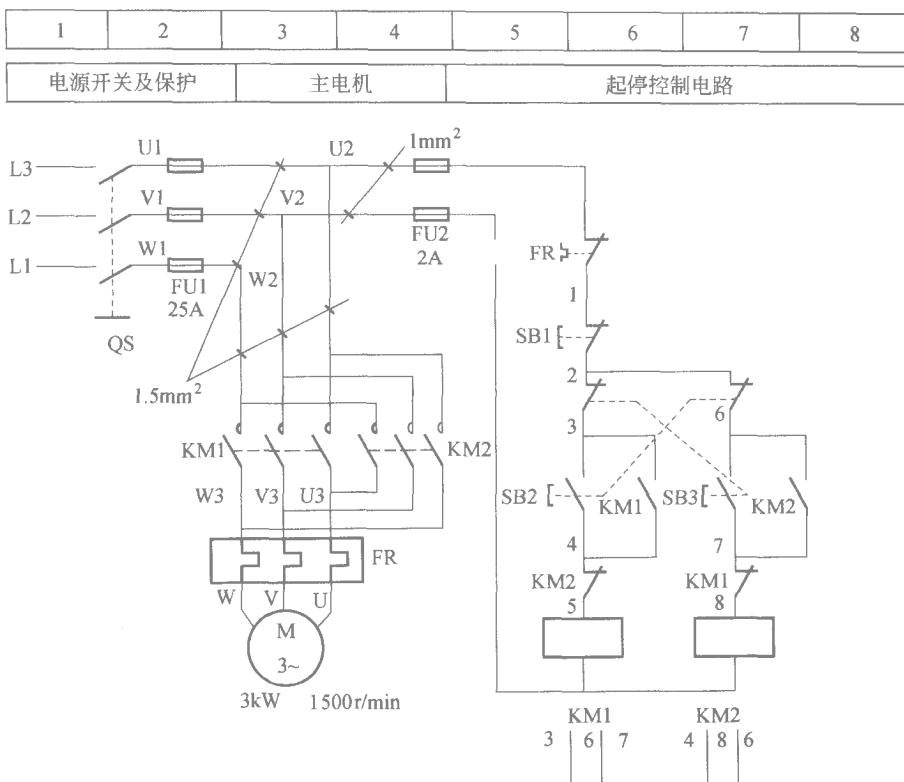 1 2 3 4 5 6 7 8
电源开关及保护 主电机 起停控制电路
U1 U2 1mm²
L3
V1 V2
L2
FU2
2A
FR
W1 W2
L1
FU1
25A
1
QS
SB1
1.5mm²
2
6
3
KM1 KM2
W3 V3 U3
SB2 KM1 SB3 KM2
4 7
FR
KM2 KM1
W V U
5 8
M
3~
3kW 1500r/min
KM1 KM2
3 6 7 4 8 6